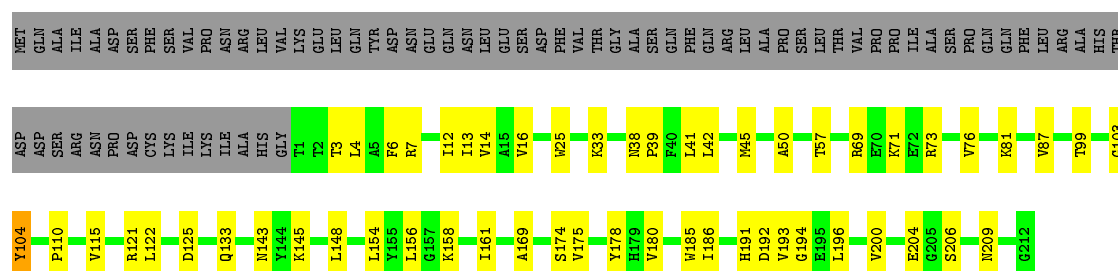 MET GLN ALA ILE ALA ASP SER PHE SER VAL PRO ASN ARG LEU VAL LYS GLU LEU GLN TYR ASP ASN GLU GLN ASN LEU GLU SER ASP PHE VAL THR GLY ALA SER GLN PHE GLN ARG LEU ALA PRO SER LEU THR VAL PRO PRO ILE ALA SER PRO GLN GLN PHE LEU ARG ALA HIS THR
ASP ASP SER ARG ASN PRO ASP CYS LYS ILE LYS ILE ALA HIS GLY T1 T2 T3 L4 A5 F6 R7 I12 I13 V14 A15 V16 W25 K33 N38 P39 F40 L41 L42 M45 A50 T57 R69 E70 K71 E72 R73 V76 K81 V87 T99
Y104 P110 V115 R121 L122 D125 Q133 N143 Y144 K145 L148 L154 Y155 L156 G157 K158 I161 A169 S174 V175 Y178 H179 V180 W185 I186 H191 D192 V193 G194 E195 L196 V200 E204 G205 S206 N209 G212